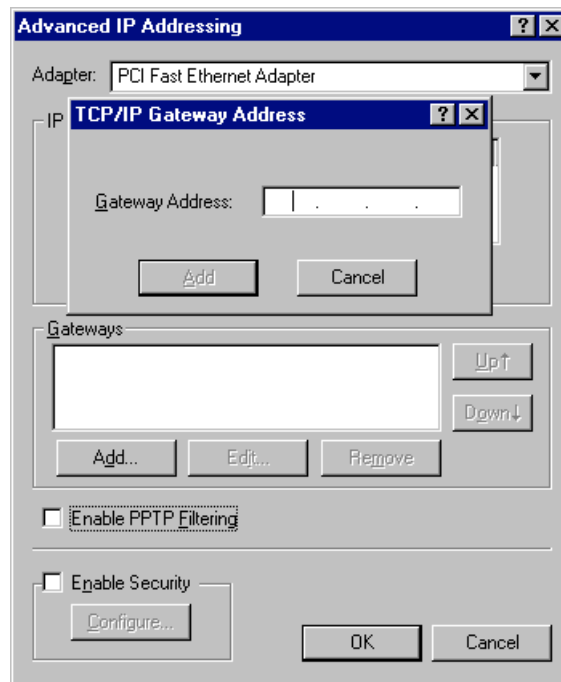 Advanced IP Addressing
Adapter: PCI Fast Ethernet Adapter
IP
TCP/IP Gateway Address
Gateway Address: . . .
Add Cancel
Gateways
Up↑
Down↓
Add... Edit... Remove
Enable PPTP Filtering
Enable Security
Configure...
OK Cancel